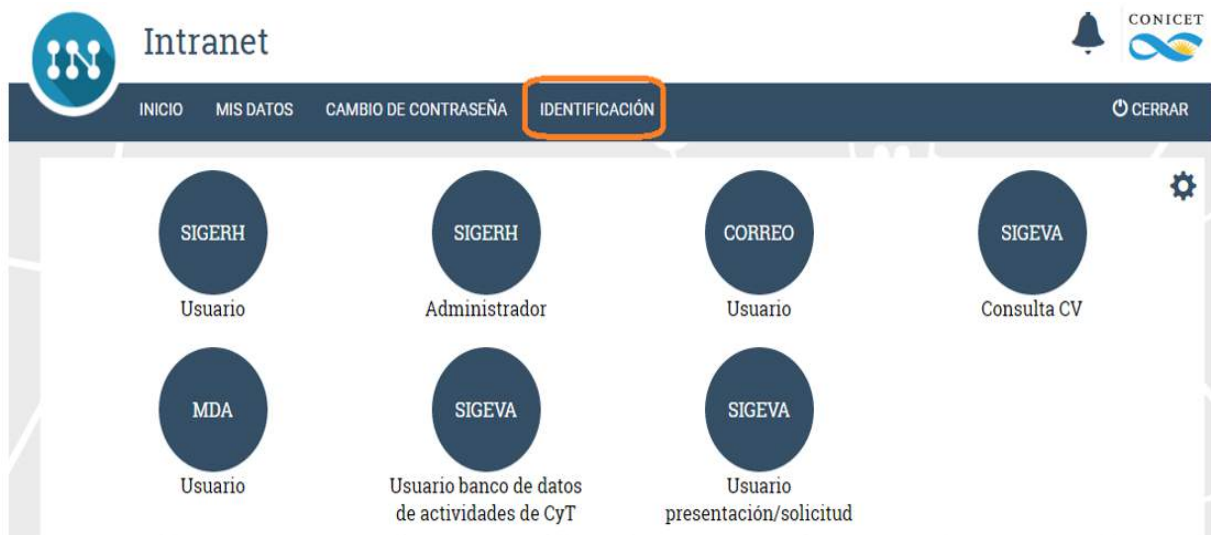 IN
Intranet
CONICET
INICIO MIS DATOS CAMBIO DE CONTRASEÑA IDENTIFICACIÓN CERRAR
SIGERH SIGERH CORREO SIGEVA
Usuario Administrador Usuario Consulta CV
MDA SIGEVA SIGEVA
Usuario Usuario banco de datos Usuario
de actividades de CyT presentación/solicitud